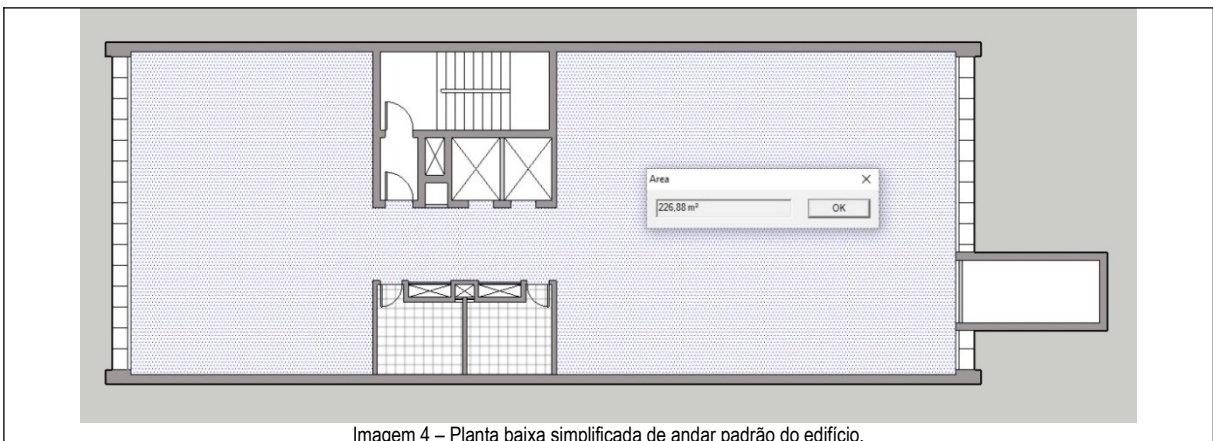 Area
226,88 m²
OK
Imagem 4 – Planta baixa simplificada de andar padrão do edifício.